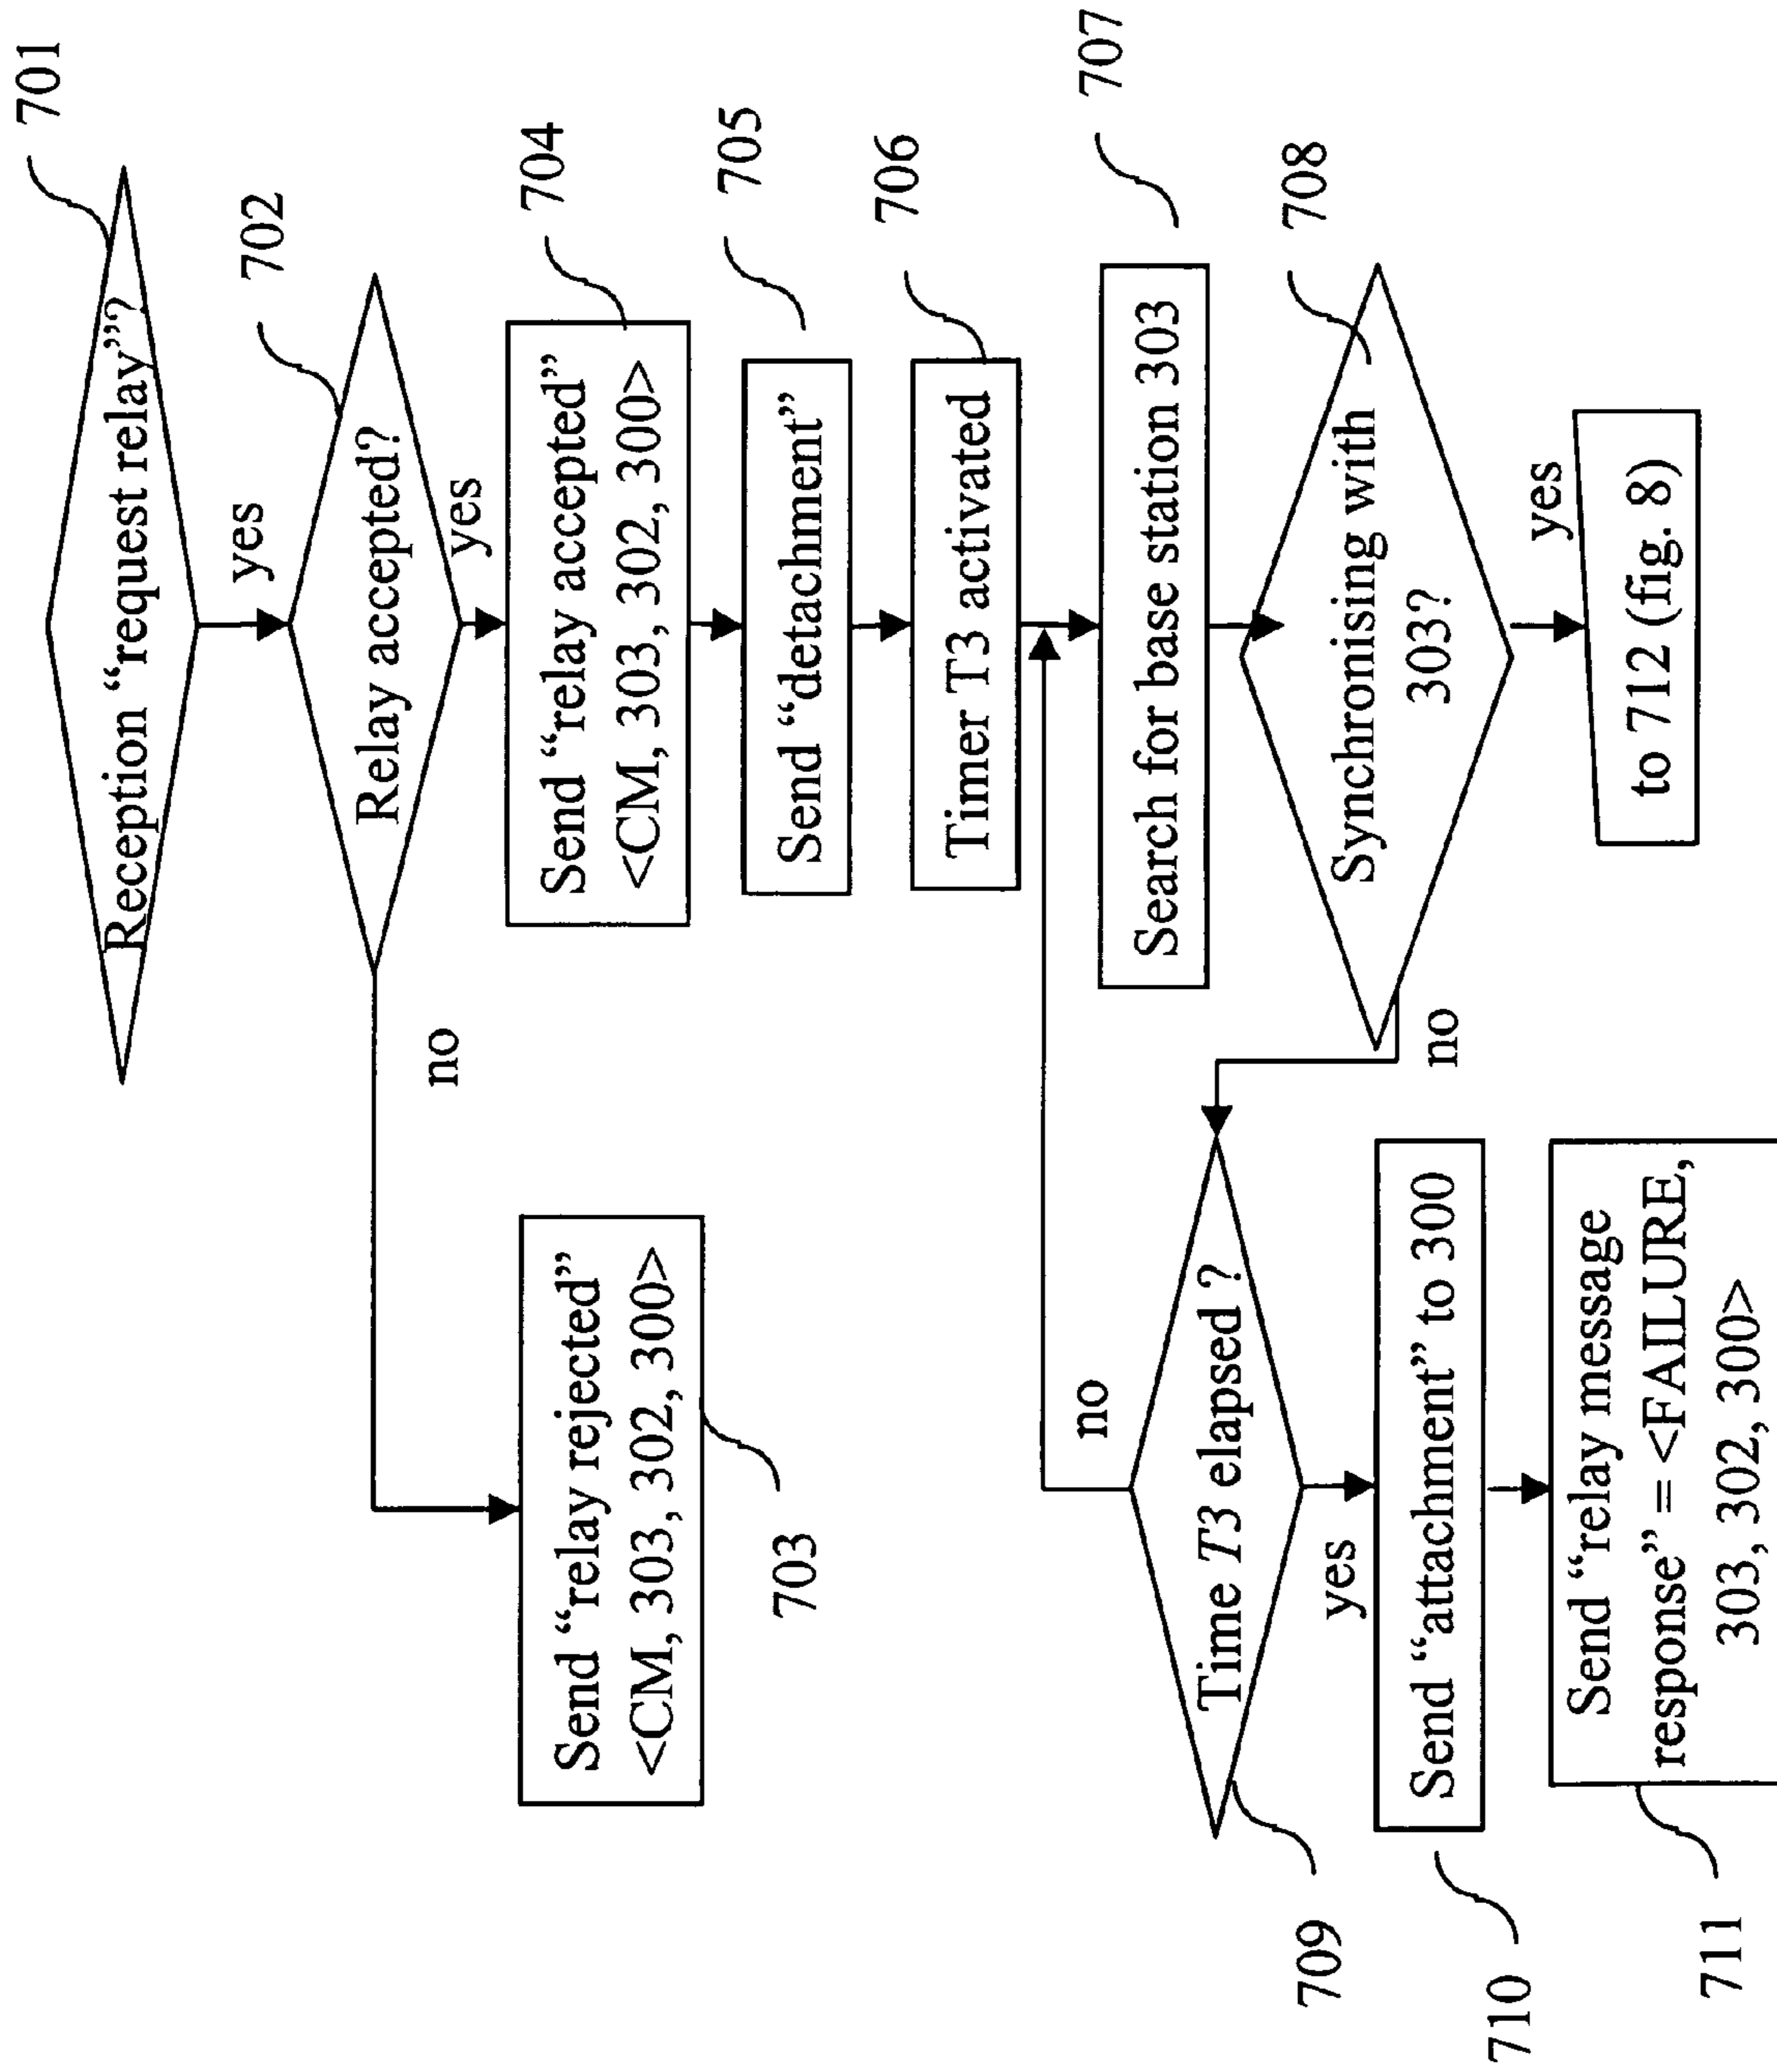 701
Reception “request relay”?
yes
702
Relay accepted?
no
yes
Send “relay rejected”
<CM, 303, 302, 300>
703
Send “relay accepted”
<CM, 303, 302, 300>
704
Send “detachment”
705
Timer T3 activated
706
Search for base station 303
707
Synchronising with
303?
708
no
yes
to 712 (fig. 8)
Time T3 elapsed ?
709
no
yes
Send “attachment” to 300
710
Send “relay message
response” = <FAILURE,
303, 302, 300>
711